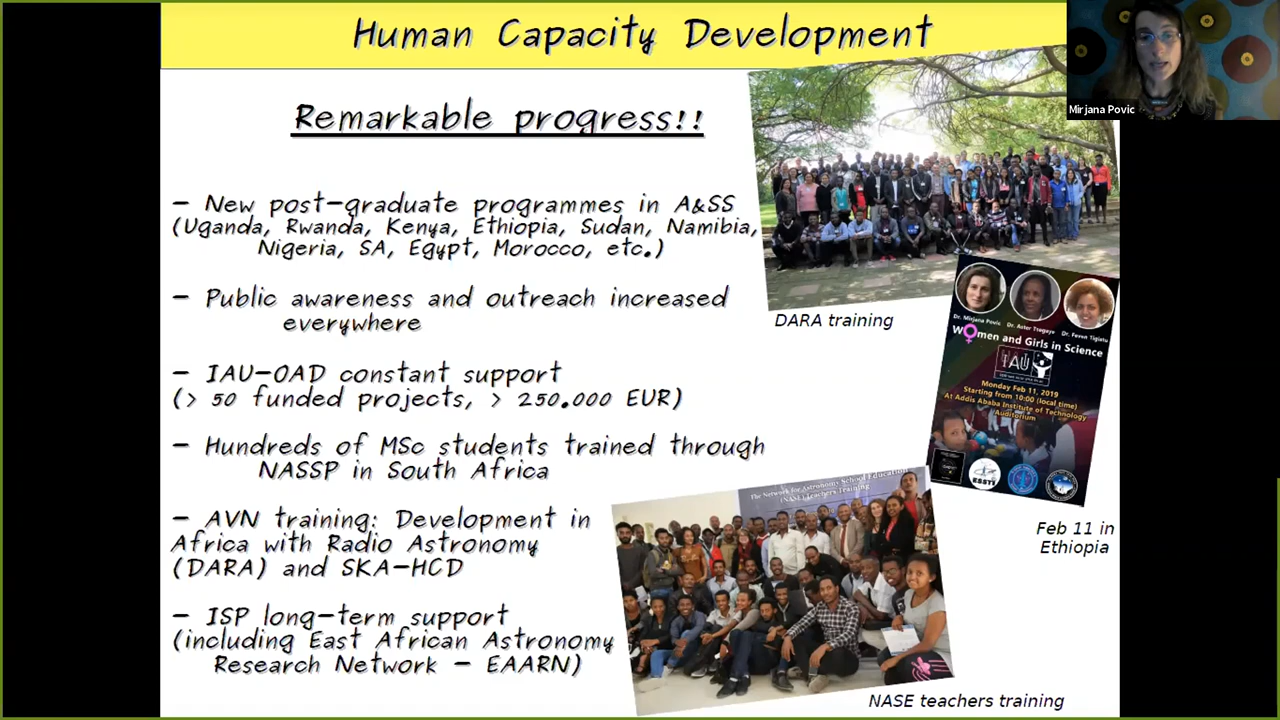 Human Capacity Development
Mirjana Povic
Remarkable progress!!
- New post-graduate programmes in A&SS
(Uganda, Rwanda, Kenya, Ethiopia, Sudan, Namibia,
Nigeria, SA, Egypt, Morocco, etc.)
- Public awareness and outreach increased
everywhere
- IAU-OAD constant support
(> 50 funded projects, > 250.000 EUR)
- Hundreds of MSc students trained through
NASSP in South Africa
- AVN training: Development in
Africa with Radio Astronomy
(DARA) and SKA-HCD
- ISP long-term support
(including East African Astronomy
Research Network - EAARN)
DARA training
Dr. Mirjana Povic Dr. Aster Tsegaye Dr. Feven Tigistu
Women and Girls in Science
IAU
Monday Feb 11, 2019
Starting from 10:00 (local time)
At Addis Ababa Institute of Technology
Auditorium
ESSTI
Feb 11 in
Ethiopia
The Network for Astronomy School Education
(NASE) Teachers Training
NASE teachers training